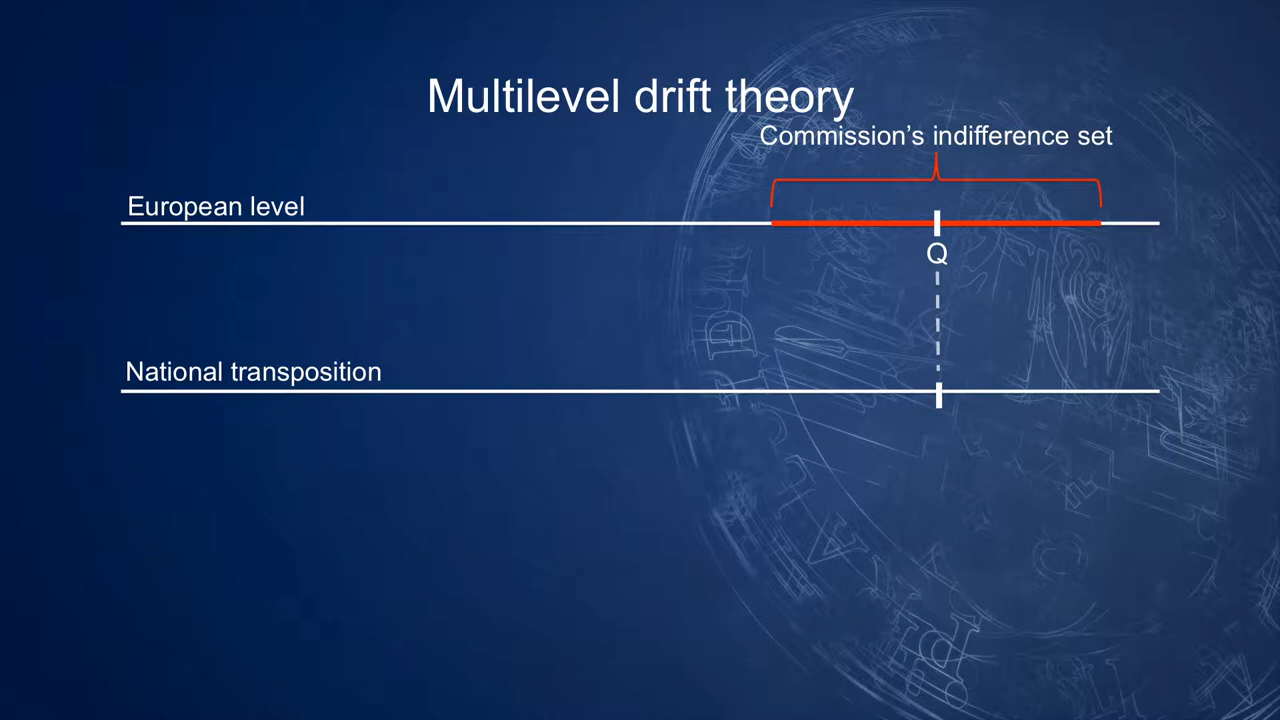 Multilevel drift theory
Commission’s indifference set
European level
Q
National transposition